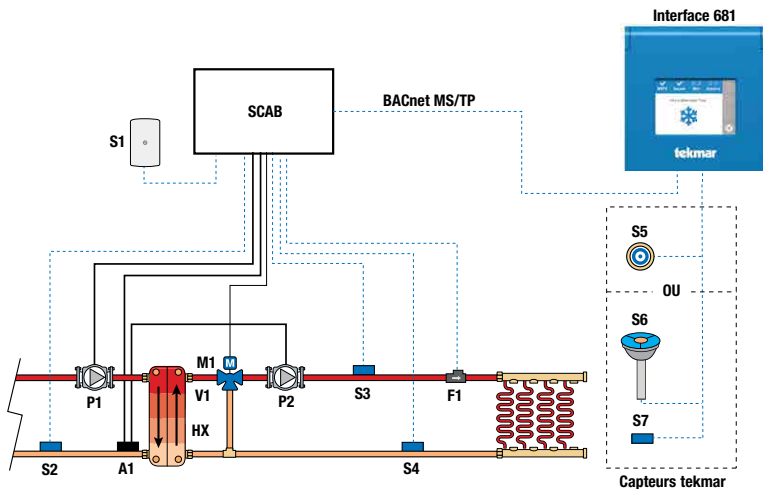 Interface 681
SCAB
BACnet MS/TP
S1
tekmar
S5
OU
S6
S7
Capteurs tekmar
M1
M
V1
P1
P2
S3
F1
HX
S2
A1
S4